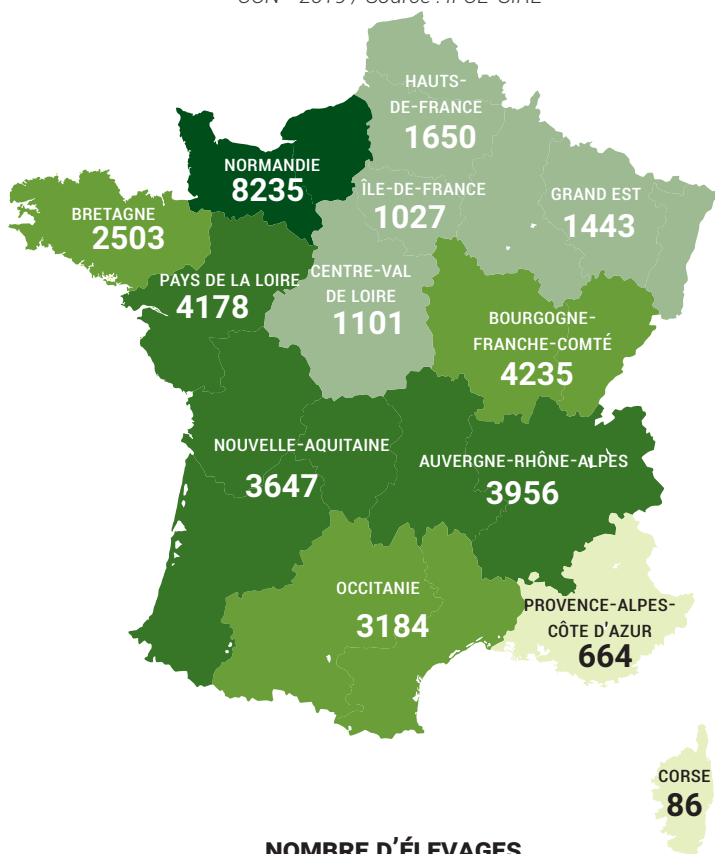 HAUTS-
DE-FRANCE
1650
NORMANDIE
8235
ÎLE-DE-FRANCE
1027
GRAND EST
1443
BRETAGNE
2503
PAYS DE LA LOIRE
4178
CENTRE-VAL
DE LOIRE
1101
BOURGOGNE-
FRANCHE-COMTÉ
4235
NOUVELLE-AQUITAINE
3647
AUVERGNE-RHÔNE-ALPES
3956
OCCITANIE
3184
PROVENCE-ALPES-
CÔTE D'AZUR
664
CORSE
86
NOMBRE D'ÉLEVAGES